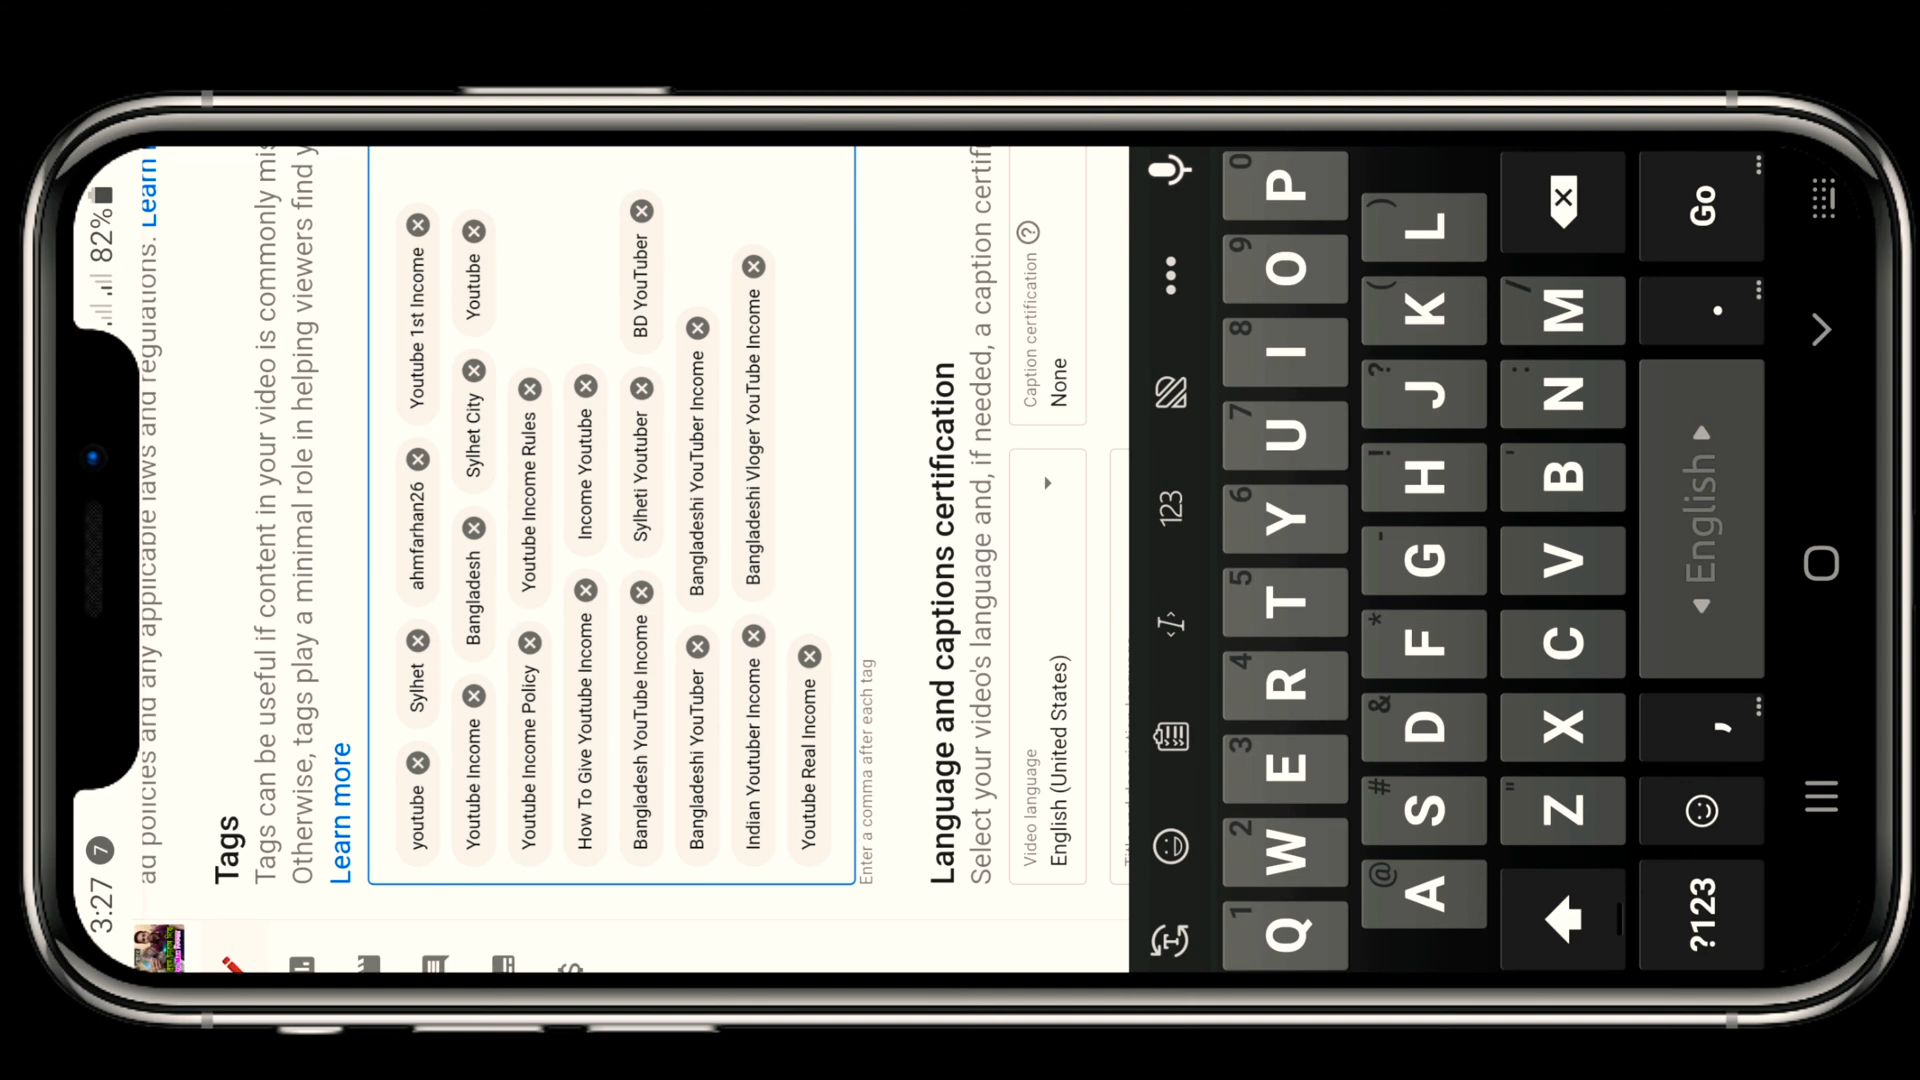 3:27 7 82%
ad policies and any applicable laws and regulations. Learn
Tags
Tags can be useful if content in your video is commonly mis
Otherwise, tags play a minimal role in helping viewers find y
Learn more
youtube Sylhet ahmfarhan26 Youtube 1st Income
Youtube Income Bangladesh Sylhet City Youtube
Youtube Income Policy Youtube Income Rules
How To Give Youtube Income Income Youtube
Bangladesh YouTube Income Sylheti Youtuber BD YouTuber
Bangladeshi YouTuber Bangladeshi YouTuber Income
Indian Youtuber Income Bangladeshi Vloger YouTube Income
Youtube Real Income
Enter a comma after each tag
Language and captions certification
Select your video's language and, if needed, a caption certif
Video language Caption certification ?
English (United States) None
123
1 2 3 4 5 6 7 8 9 0
Q W E R T Y U I O P
@ # & * - ! ? ( )
A S D F G H J K L
" ' : /
Z X C V B N M
?123 , English . Go